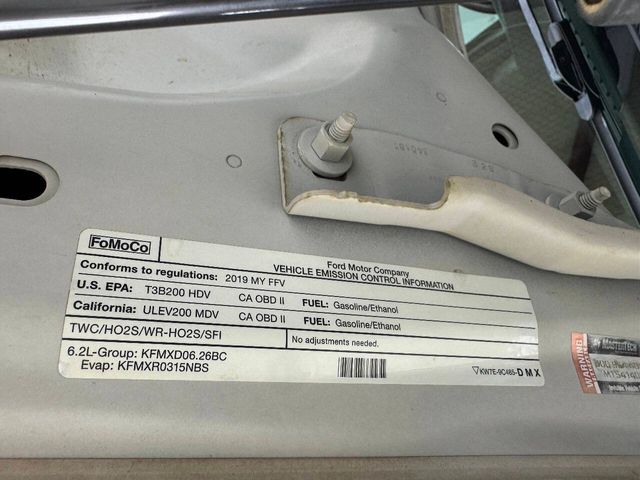 FoMoCo
Ford Motor Company
VEHICLE EMISSION CONTROL INFORMATION
Conforms to regulations: 2019 MY FFV
U.S. EPA: T3B200 HDV CA OBD II FUEL: Gasoline/Ethanol
California: ULEV200 MDV CA OBD II FUEL: Gasoline/Ethanol
TWC/HO2S/WR-HO2S/SFI No adjustments needed.
6.2L-Group: KFMXD06.26BC
Evap: KFMXR0315NBS
KW7E-9C485-DMX
WARNING